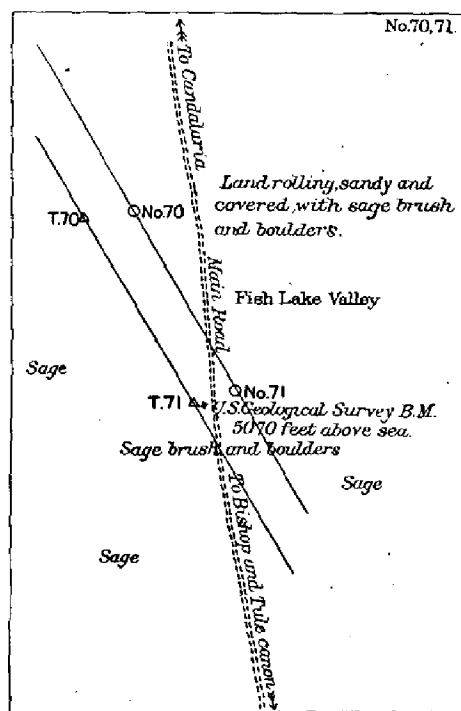 No.70,71.
To Candalaria
Land rolling, sandy and
covered, with sage brush
and boulders.
T.70
No.70
Main Road
Fish Lake Valley
Sage
No.71
T.71
U.S. Geological Survey B.M.
5070 feet above sea.
Sage brush and boulders
Sage
To Bishop and Tule canon
Sage